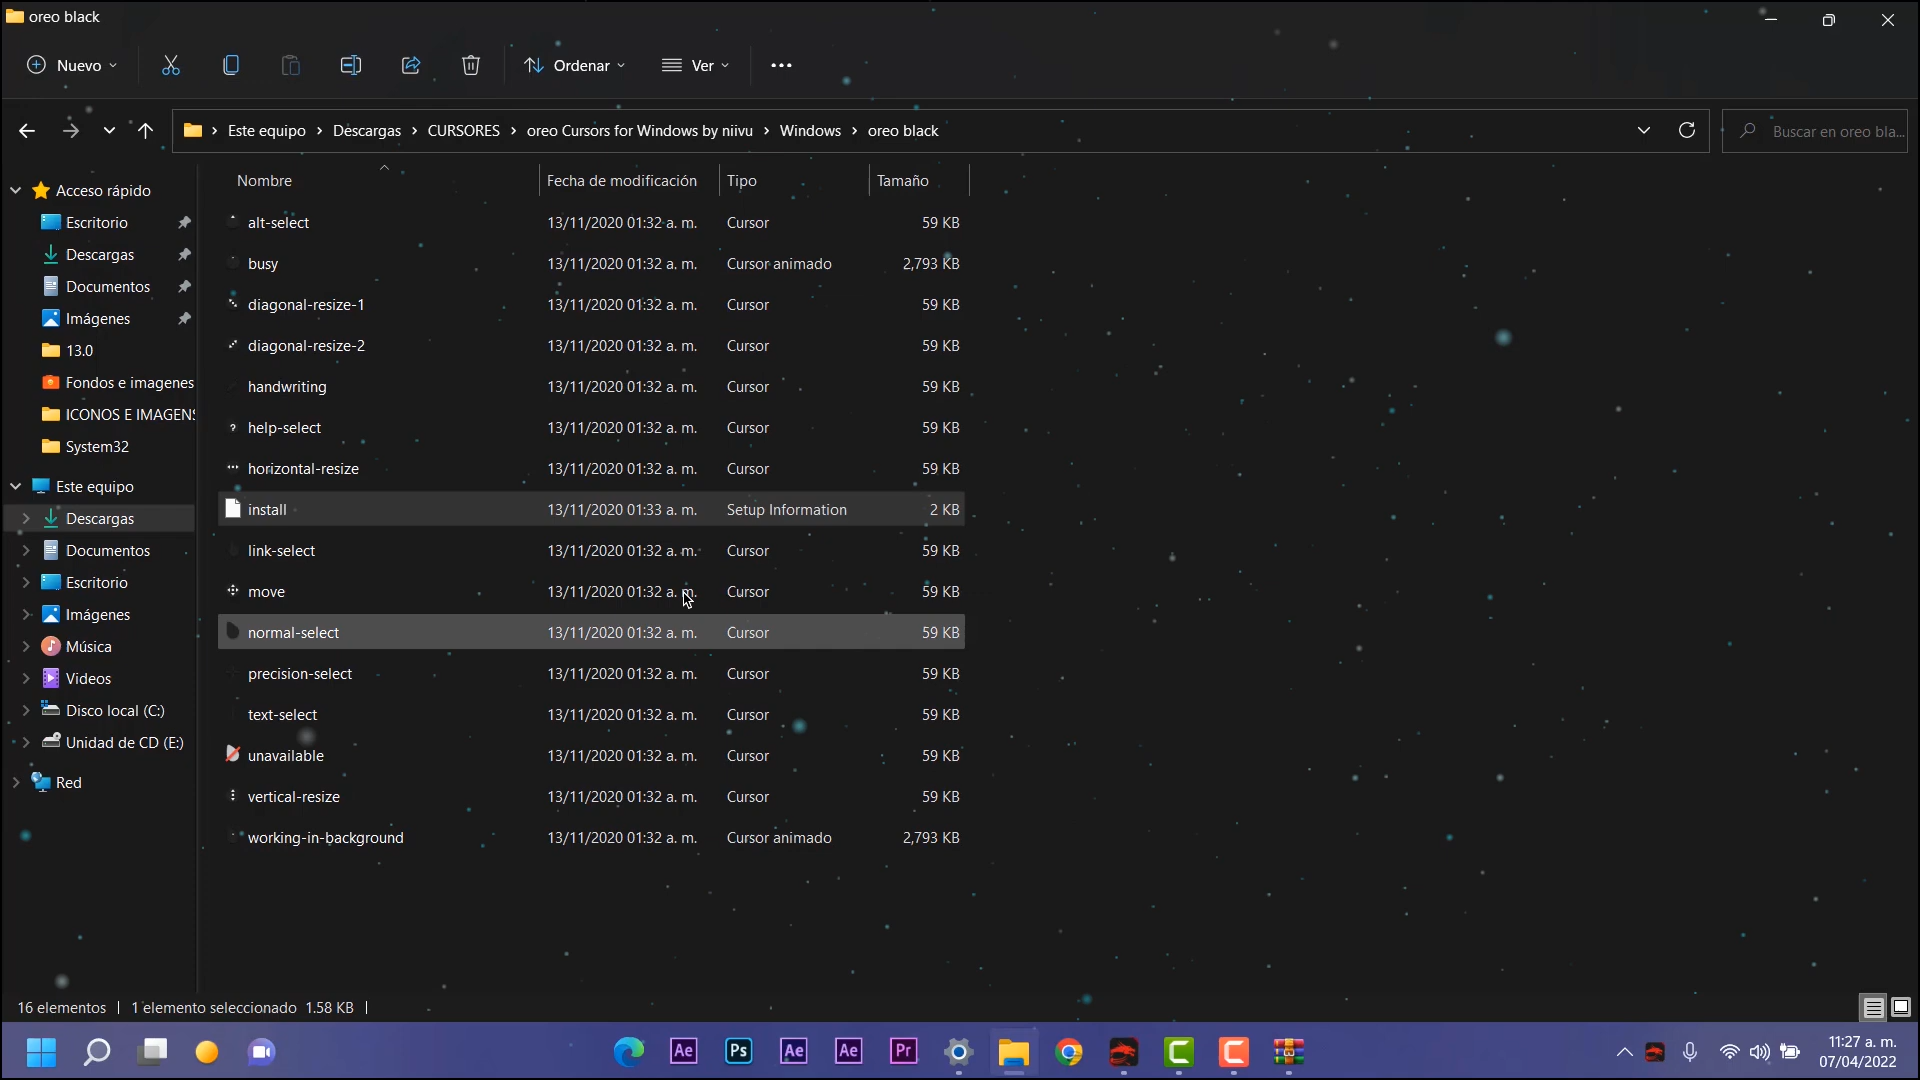 oreo black
Nuevo
Ordenar
Ver
Este equipo > Descargas > CURSORES > oreo Cursors for Windows by niivu > Windows > oreo black
Buscar en oreo bla...
Acceso rápido
Escritorio
Descargas
Documentos
Imágenes
13.0
Fondos e imagenes
ICONOS E IMAGENS
System32
Este equipo
Descargas
Documentos
Escritorio
Imágenes
Música
Videos
Disco local (C:)
Unidad de CD (E:)
Red
Nombre Fecha de modificación Tipo Tamaño
alt-select 13/11/2020 01:32 a. m. Cursor 59 KB
busy 13/11/2020 01:32 a. m. Cursor animado 2,793 KB
diagonal-resize-1 13/11/2020 01:32 a. m. Cursor 59 KB
diagonal-resize-2 13/11/2020 01:32 a. m. Cursor 59 KB
handwriting 13/11/2020 01:32 a. m. Cursor 59 KB
help-select 13/11/2020 01:32 a. m. Cursor 59 KB
horizontal-resize 13/11/2020 01:32 a. m. Cursor 59 KB
install 13/11/2020 01:33 a. m. Setup Information 2 KB
link-select 13/11/2020 01:32 a. m. Cursor 59 KB
move 13/11/2020 01:32 a. m. Cursor 59 KB
normal-select 13/11/2020 01:32 a. m. Cursor 59 KB
precision-select 13/11/2020 01:32 a. m. Cursor 59 KB
text-select 13/11/2020 01:32 a. m. Cursor 59 KB
unavailable 13/11/2020 01:32 a. m. Cursor 59 KB
vertical-resize 13/11/2020 01:32 a. m. Cursor 59 KB
working-in-background 13/11/2020 01:32 a. m. Cursor animado 2,793 KB
16 elementos | 1 elemento seleccionado 1.58 KB |
Ae Ps Ae Ae Pr
11:27 a. m.
07/04/2022